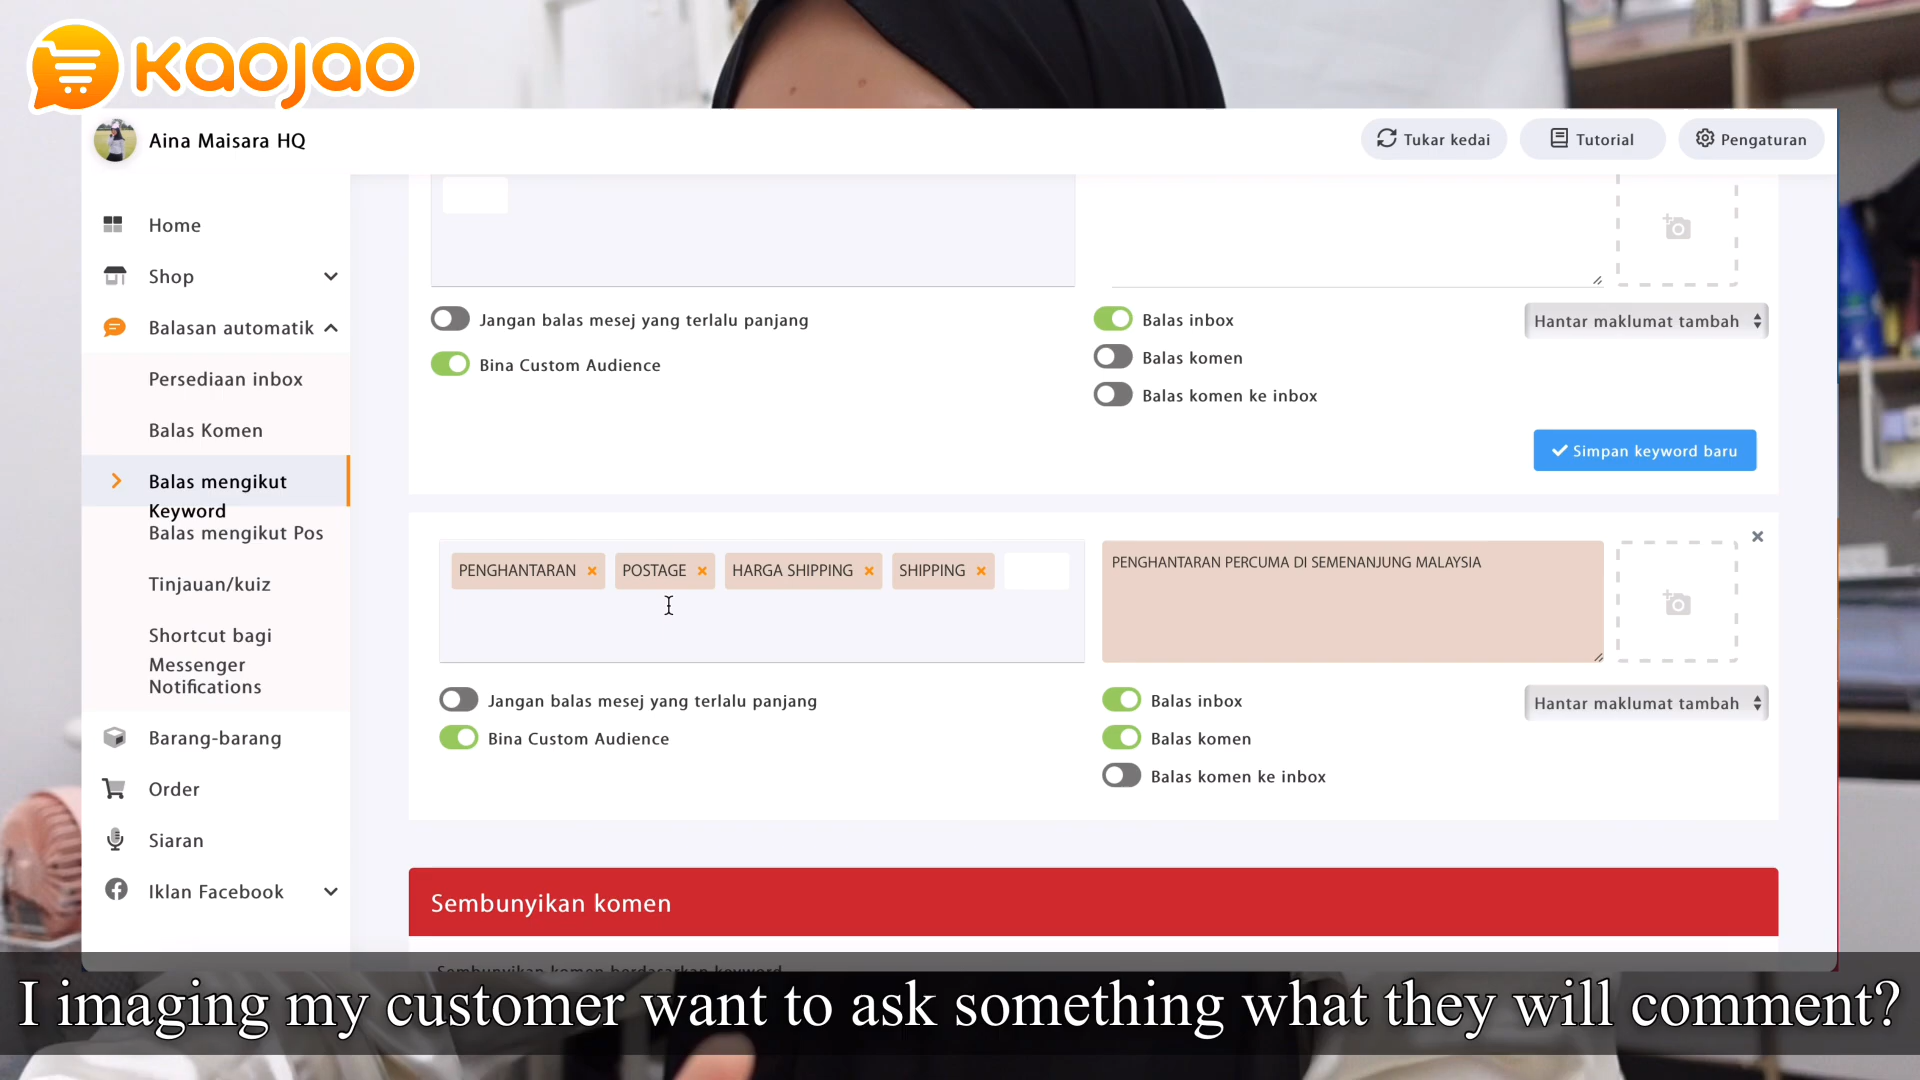 KaoJao
Aina Maisara HQ
Tukar kedai
Tutorial
Pengaturan
Home
Shop
Balasan automatik
Persediaan inbox
Balas Komen
Balas mengikut
Keyword
Balas mengikut Pos
Tinjauan/kuiz
Shortcut bagi
Messenger
Notifications
Barang-barang
Order
Siaran
Iklan Facebook
Jangan balas mesej yang terlalu panjang
Bina Custom Audience
Balas inbox
Balas komen
Balas komen ke inbox
Hantar maklumat tambah
Simpan keyword baru
PENGHANTARAN × POSTAGE × HARGA SHIPPING × SHIPPING ×
PENGHANTARAN PERCUMA DI SEMENANJUNG MALAYSIA
Jangan balas mesej yang terlalu panjang
Bina Custom Audience
Balas inbox
Balas komen
Balas komen ke inbox
Hantar maklumat tambah
Sembunyikan komen
Sembunyikan komen berdasarkan keyword
I imaging my customer want to ask something what they will comment?